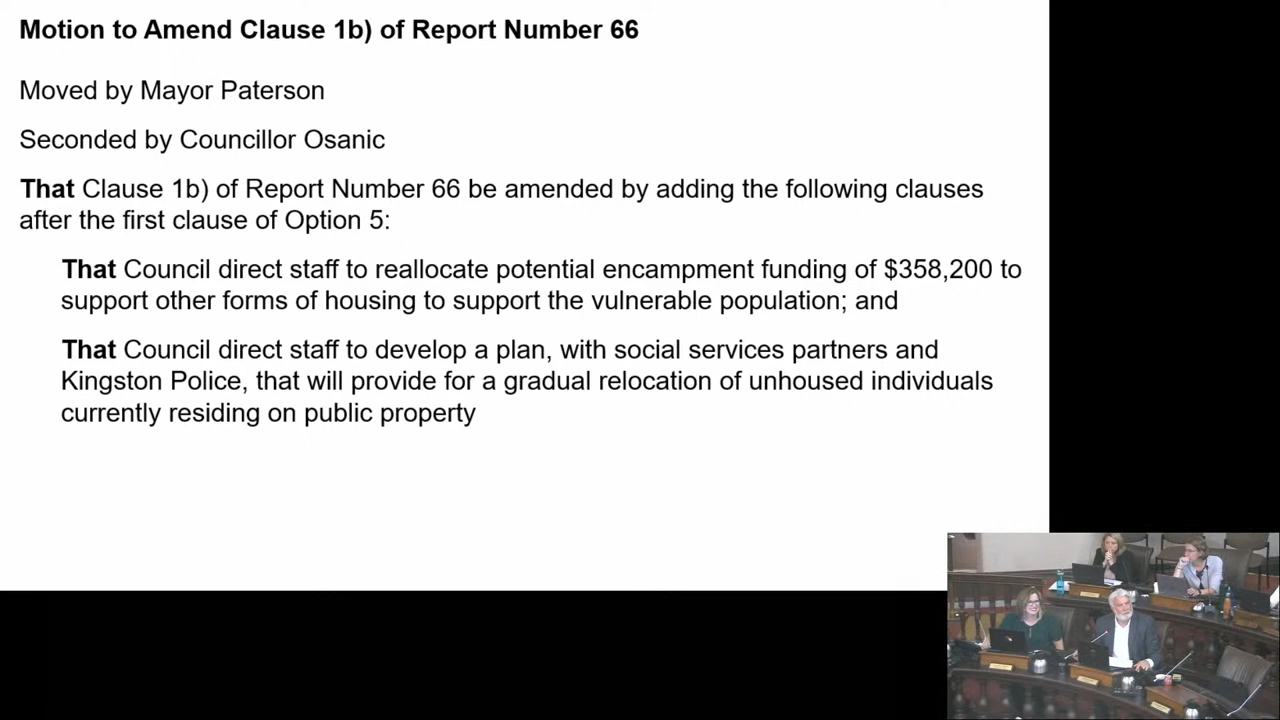 Motion to Amend Clause 1b) of Report Number 66
Moved by Mayor Paterson
Seconded by Councillor Osanic
That Clause 1b) of Report Number 66 be amended by adding the following clauses
after the first clause of Option 5:
That Council direct staff to reallocate potential encampment funding of $358,200 to
support other forms of housing to support the vulnerable population; and
That Council direct staff to develop a plan, with social services partners and
Kingston Police, that will provide for a gradual relocation of unhoused individuals
currently residing on public property